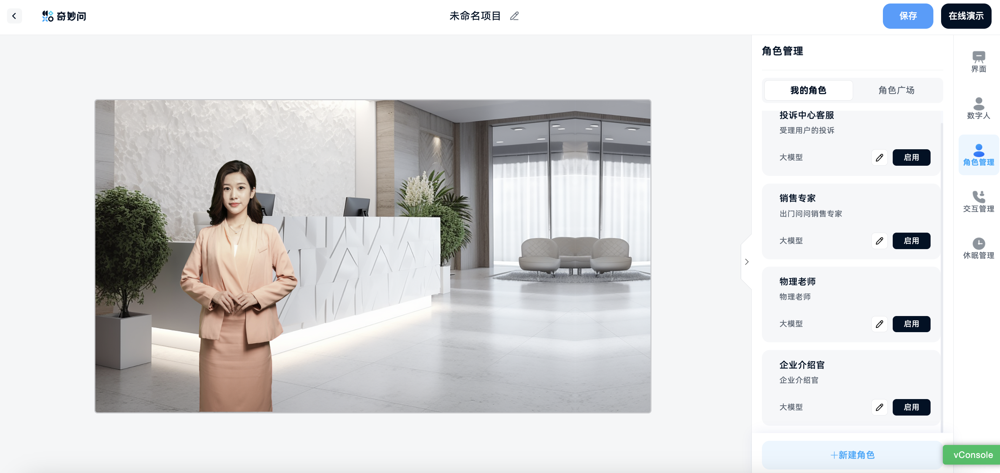 奇妙问
未命名项目
保存
在线演示
角色管理
我的角色
角色广场
投诉中心客服
受理用户的投诉
大模型
启用
销售专家
出门问问销售专家
大模型
启用
物理老师
物理老师
大模型
启用
企业介绍官
企业介绍官
大模型
启用
+新建角色
界面
数字人
角色管理
交互管理
休眠管理
vConsole